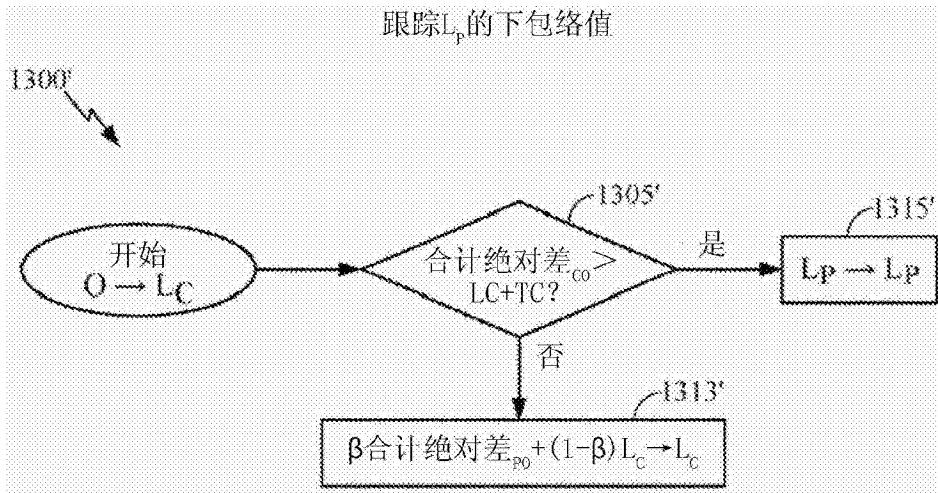 跟踪LP的下包络值
1300'
1305'
1315'
开始
O → LC
合计绝对差CO >
LC+TC?
是
LP → LP
否
1313'
β合计绝对差PO+(1-β)LC→LC